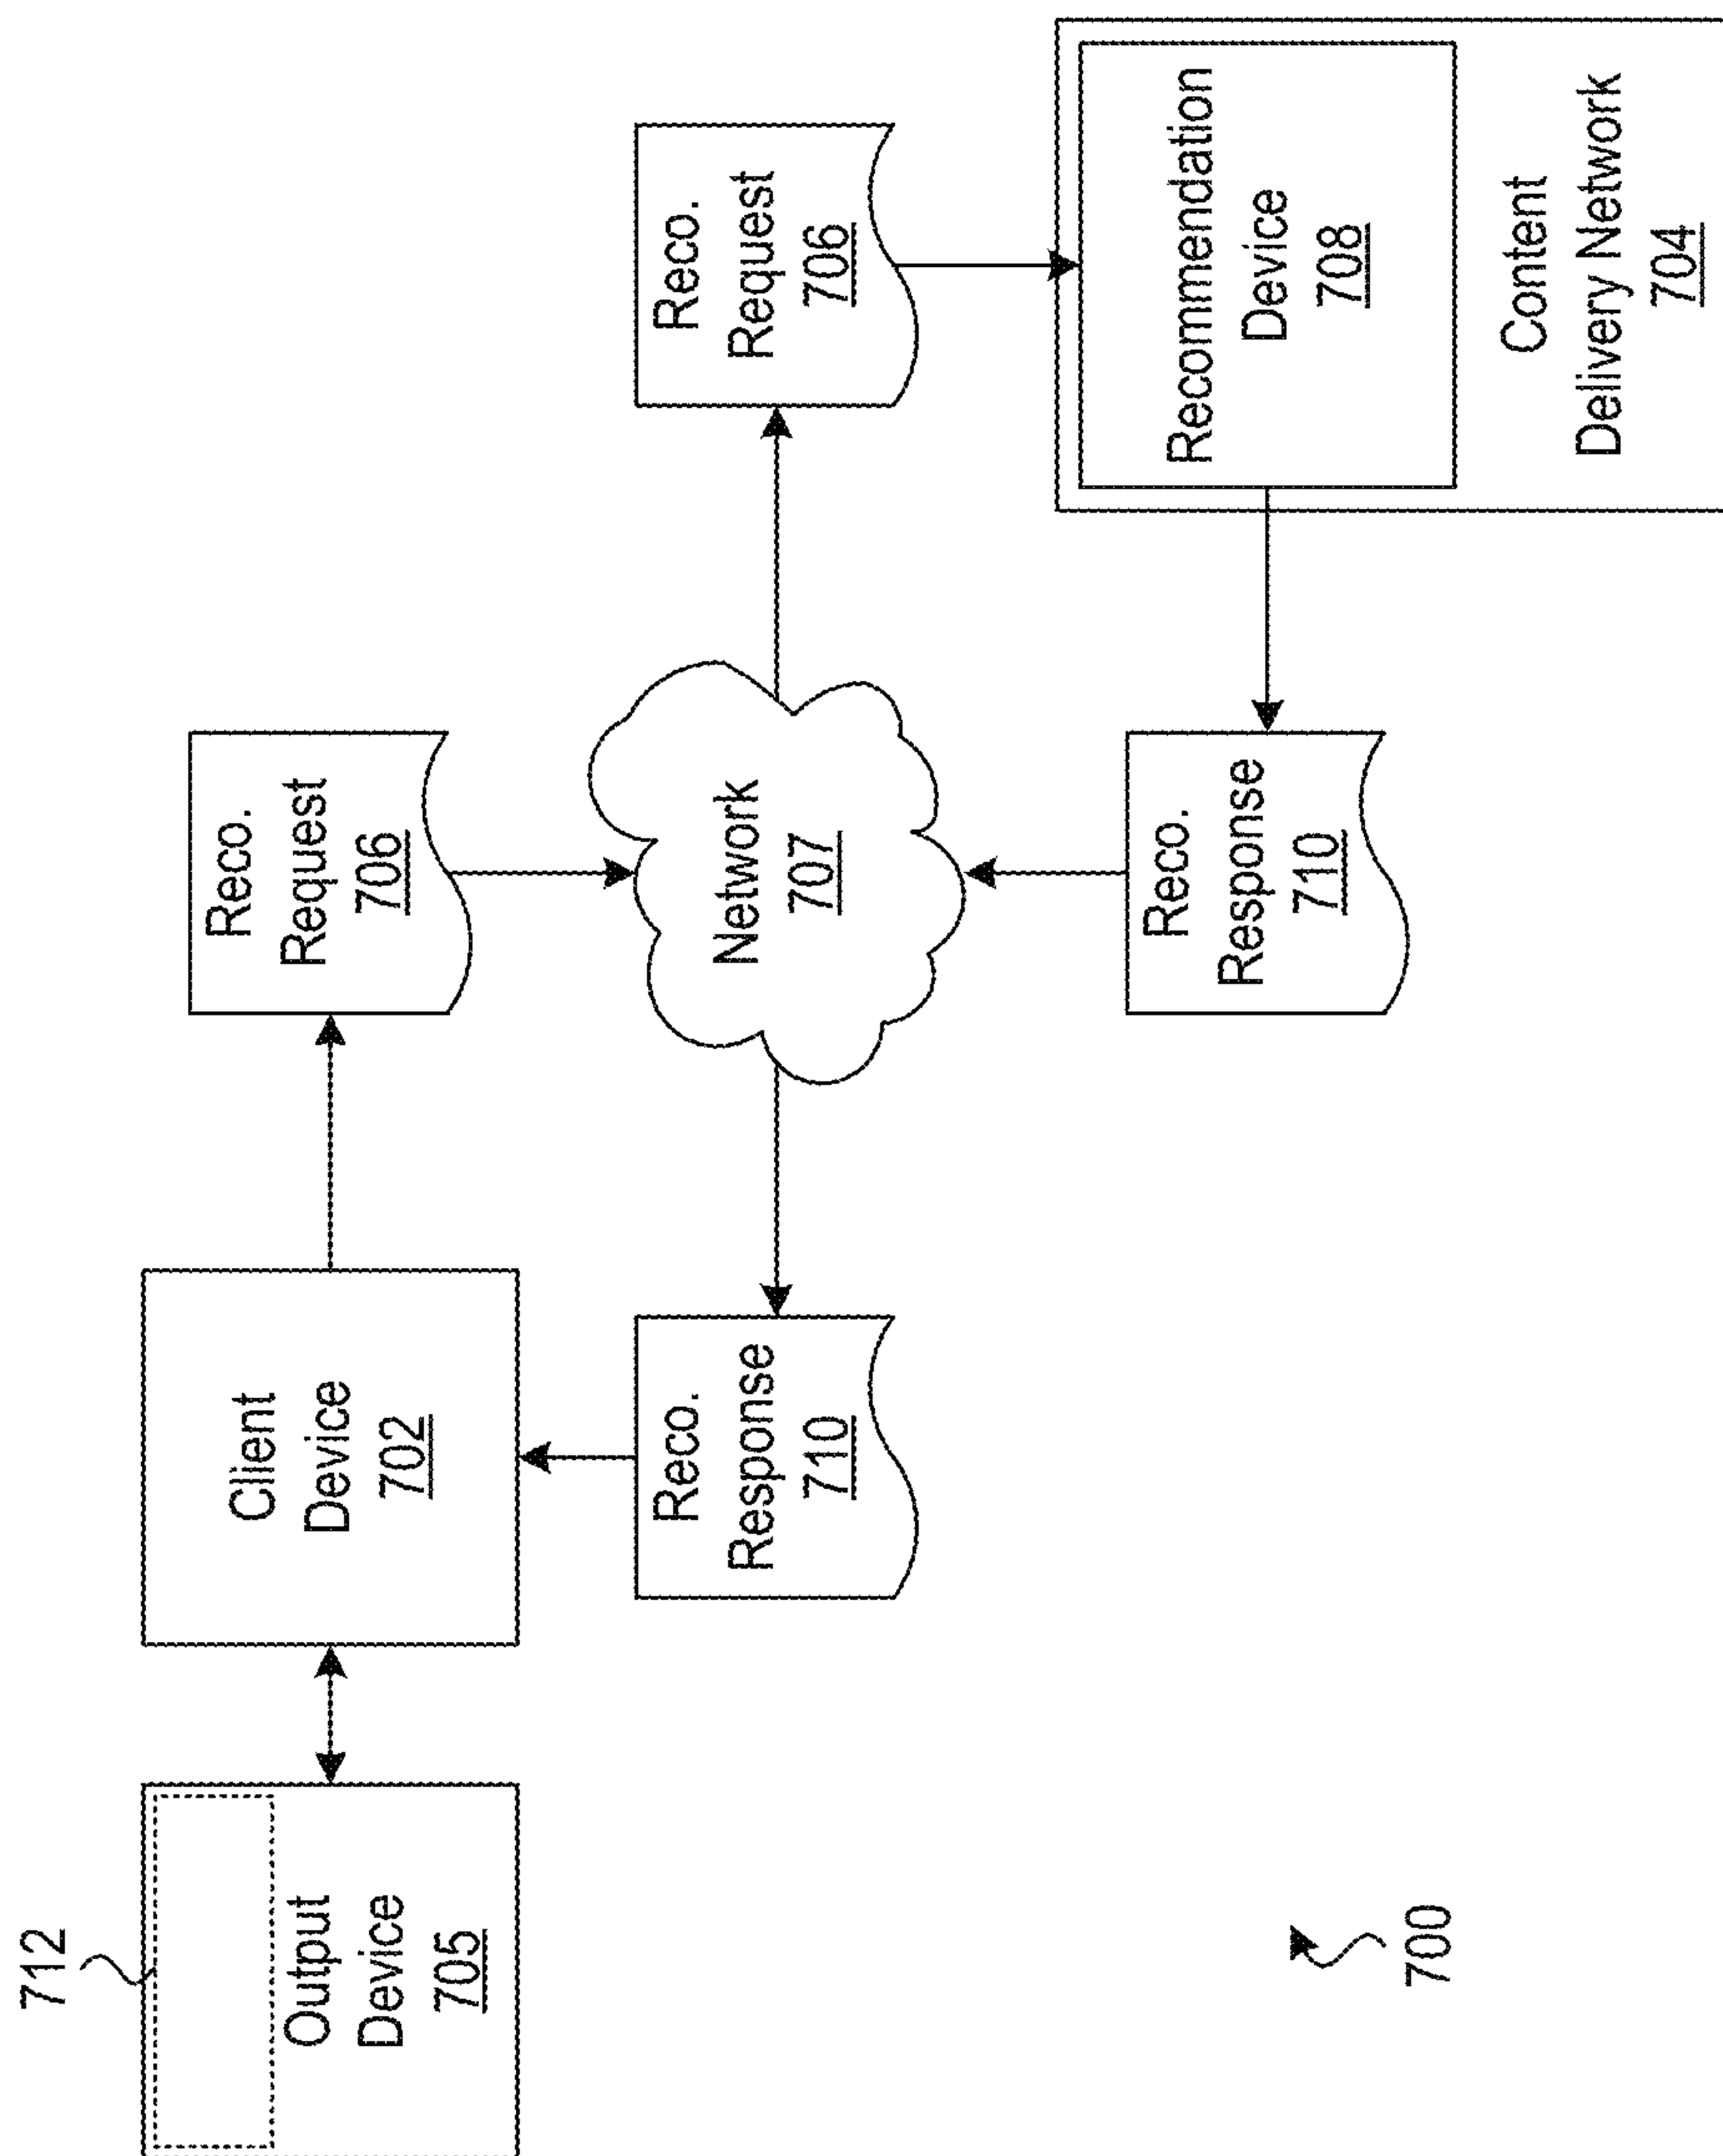 712
Output
Device
705
Client
Device
702
Reco.
Request
706
Reco.
Response
710
Network
707
Reco.
Request
706
Reco.
Response
710
Recommendation
Device
708
Content
Delivery Network
704
700